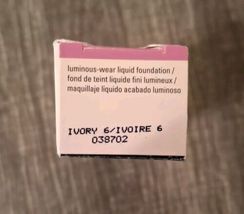 luminous-wear liquid foundation /
fond de teint liquide fini lumineux /
maquillaje líquido acabado luminoso
IVORY 6/IVOIRE 6
038702